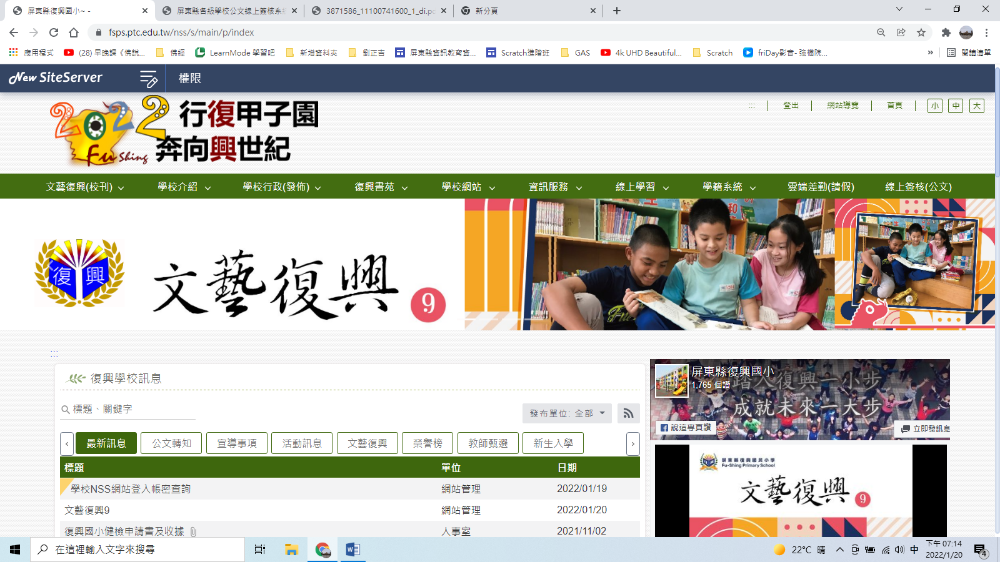 屏東縣復興國小~ -
屏東縣各級學校公文線上簽核系統
3871586_11100741600_1_di.pd
新分頁
fsps.ptc.edu.tw/nss/s/main/p/index
應用程式
(28) 早晚課《佛說...
佛經
LearnMode 學習吧
新增資料夾
劉正吉
屏東縣資訊教育資...
Scratch進階班
GAS
4k UHD Beautiful...
Scratch
friDay影音- 強檔院...
»
閱讀清單
New SiteServer
權限
2022 行復甲子園
奔向興世紀
Fu Shing
:::
登出
網站導覽
首頁
小
中
大
文藝復興(校刊)
學校介紹
學校行政(發佈)
復興書苑
學校網站
資訊服務
線上學習
學籍系統
雲端差勤(請假)
線上簽核(公文)
復興
文藝復興 9
:::
復興學校訊息
標題、關鍵字
發布單位: 全部
最新訊息
公文轉知
宣導事項
活動訊息
文藝復興
榮譽榜
教師甄選
新生入學
標題 單位 日期
學校NSS網站登入帳密查詢 網站管理 2022/01/19
文藝復興9 網站管理 2022/01/20
復興國小健檢申請書及收據 人事室 2021/11/02
屏東縣復興國小
1,765 個讚
踏入復興一小步
成就未來一大步
說這專頁讚
立即發訊息
屏東縣復興國民小學
Fu-Shing Primary School
文藝復興 9
在這裡輸入文字來搜尋
22°C 晴
中
下午 07:14
2022/1/20
4